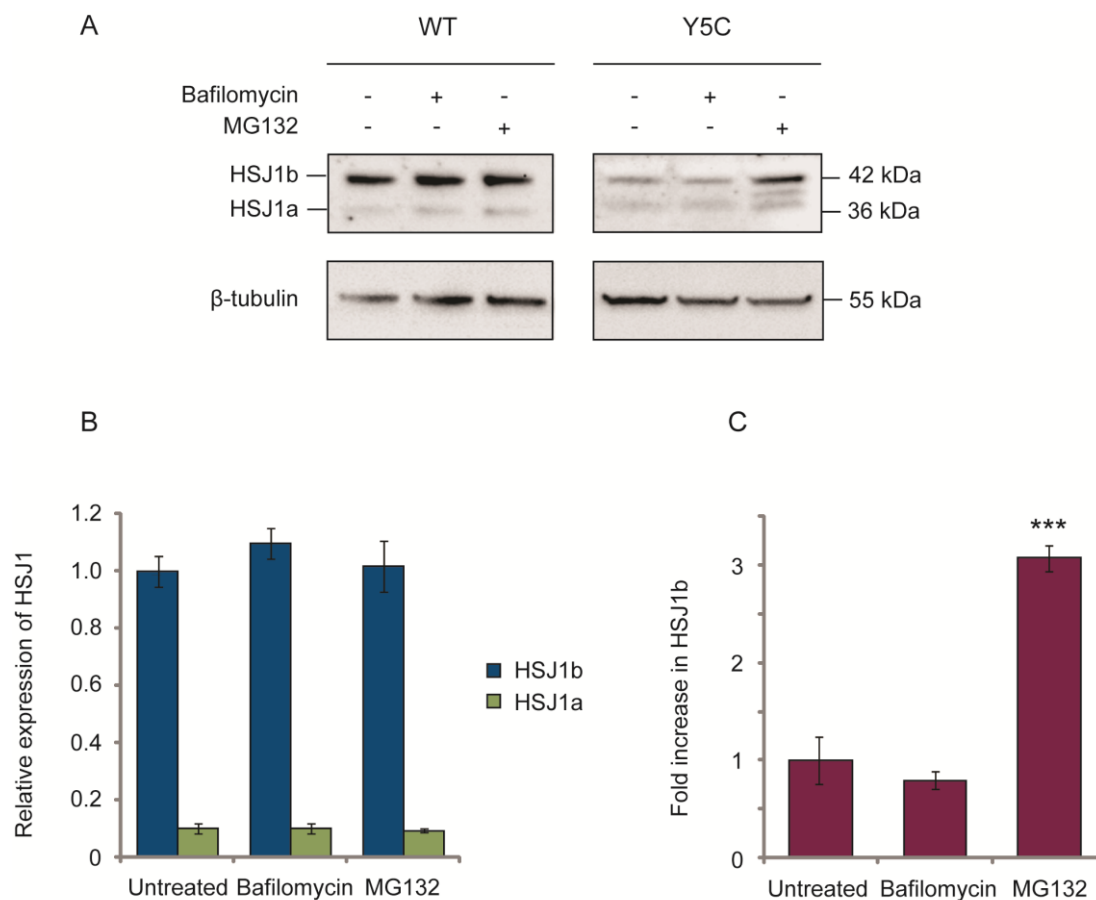 A
WT Y5C
Bafilomycin - + - - + -
MG132 - - + - - +
HSJ1b 42 kDa
HSJ1a 36 kDa
β-tubulin 55 kDa
B
Relative expression of HSJ1
1.2
1.0
0.8
0.6
0.4
0.2
0
Untreated Bafilomycin MG132
HSJ1b
HSJ1a
C
Fold increase in HSJ1b
3
2
1
0
***
Untreated Bafilomycin MG132